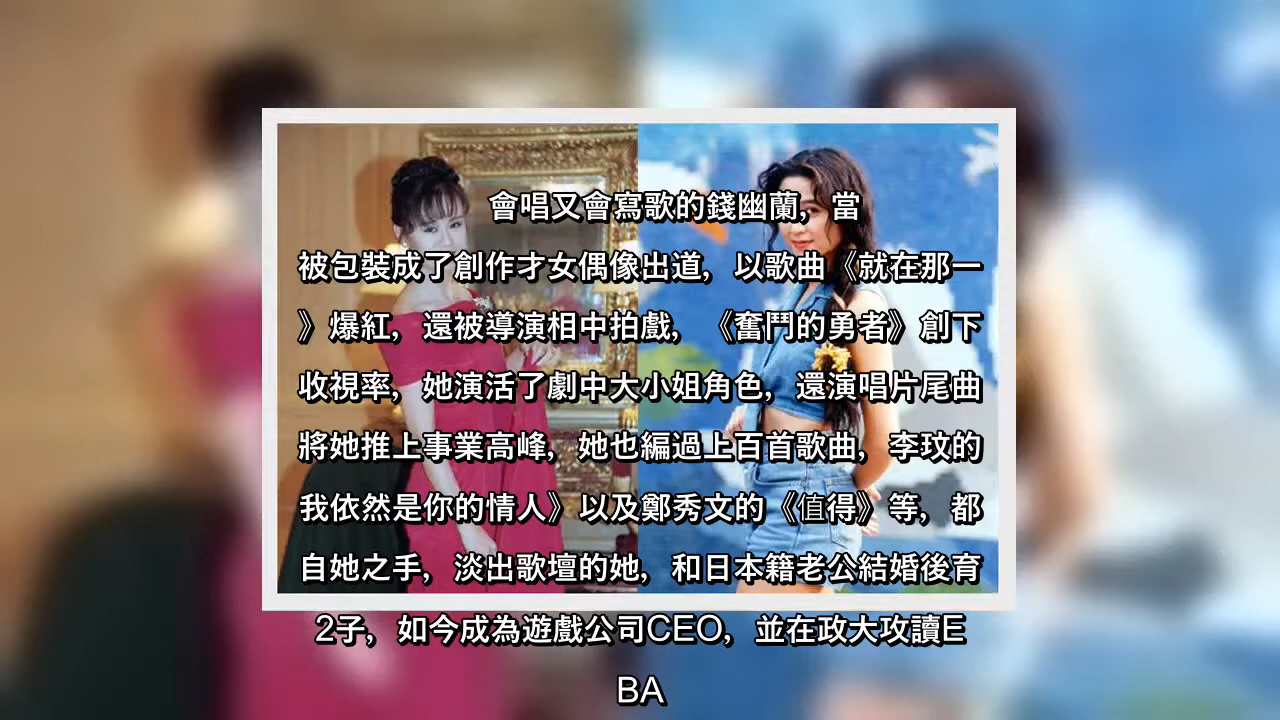 會唱又會寫歌的錢幽蘭，當
被包裝成了創作才女偶像出道，以歌曲《就在那一
》爆紅，還被導演相中拍戲，《奮鬥的勇者》創下
收視率，她演活了劇中大小姐角色，還演唱片尾曲
將她推上事業高峰，她也編過上百首歌曲，李玟的
我依然是你的情人》以及鄭秀文的《值得》等，都
自她之手，淡出歌壇的她，和日本籍老公結婚後育
2子，如今成為遊戲公司CEO，並在政大攻讀E
BA